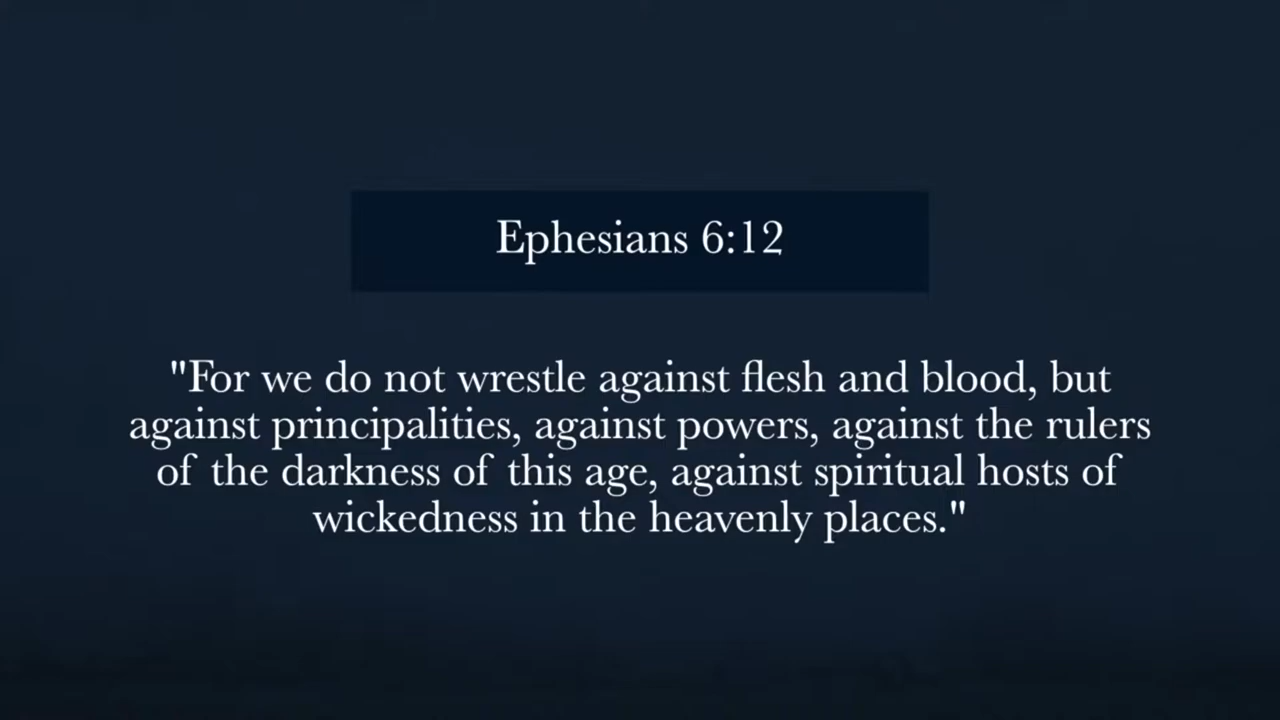 Ephesians 6:12
"For we do not wrestle against flesh and blood, but
against principalities, against powers, against the rulers
of the darkness of this age, against spiritual hosts of
wickedness in the heavenly places."